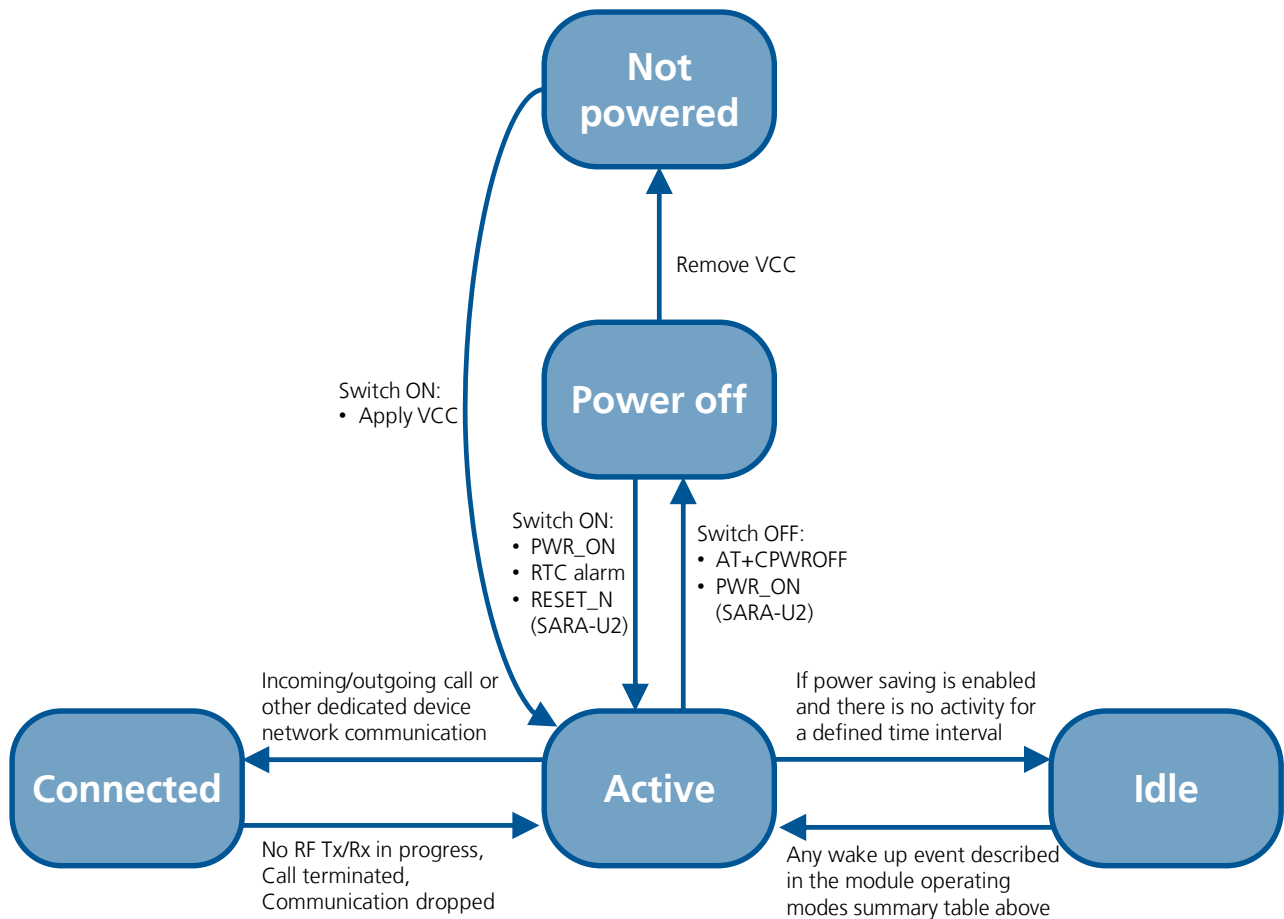 Not
powered
Remove VCC
Switch ON:
• Apply VCC
Power off
Switch ON:
• PWR_ON
• RTC alarm
• RESET_N
(SARA-U2)
Switch OFF:
• AT+CPWROFF
• PWR_ON
(SARA-U2)
Incoming/outgoing call or
other dedicated device
network communication
If power saving is enabled
and there is no activity for
a defined time interval
Connected
Active
Idle
No RF Tx/Rx in progress,
Call terminated,
Communication dropped
Any wake up event described
in the module operating
modes summary table above